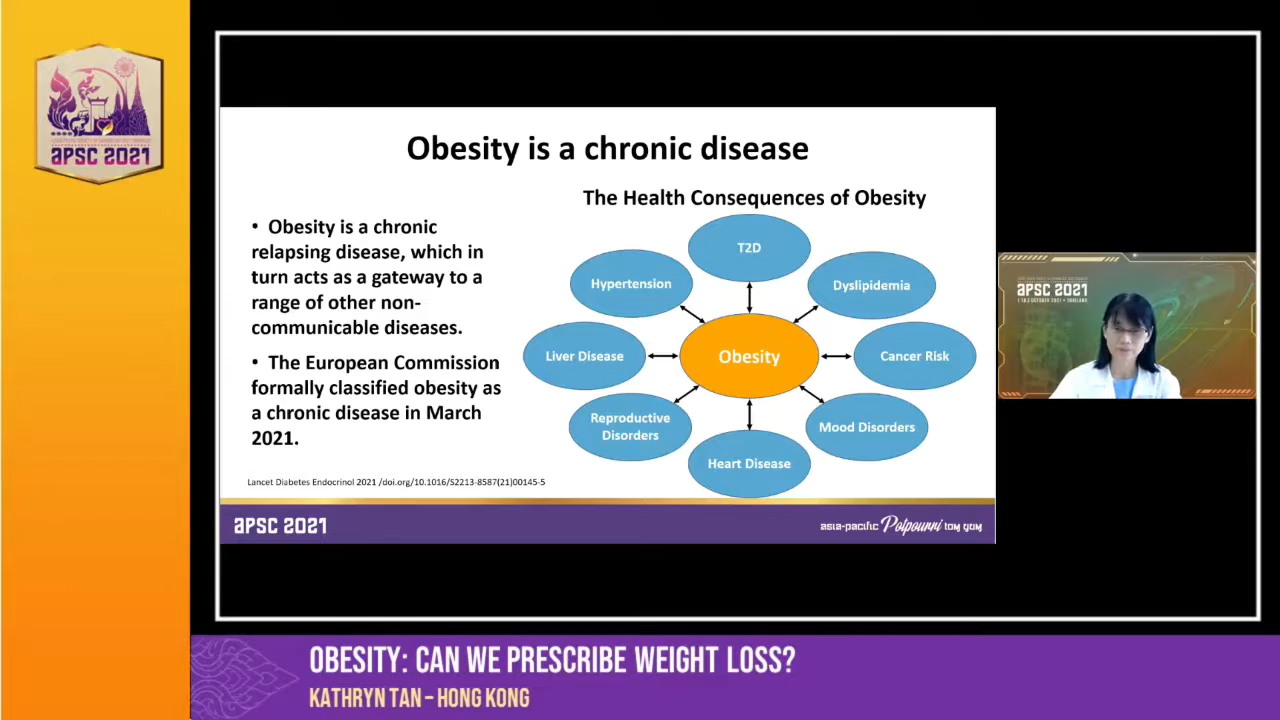 APSC 2021
Obesity is a chronic disease
The Health Consequences of Obesity
• Obesity is a chronic
relapsing disease, which in
turn acts as a gateway to a
range of other non-
communicable diseases.
• The European Commission
formally classified obesity as
a chronic disease in March
2021.
T2D
Hypertension
Dyslipidemia
Liver Disease
Obesity
Cancer Risk
Reproductive
Disorders
Mood Disorders
Heart Disease
Lancet Diabetes Endocrinol 2021 /doi.org/10.1016/S2213-8587(21)00145-5
APSC 2021
asia-pacific Polpourri tom yum
APSC 2021
OBESITY: CAN WE PRESCRIBE WEIGHT LOSS?
KATHRYN TAN – HONG KONG